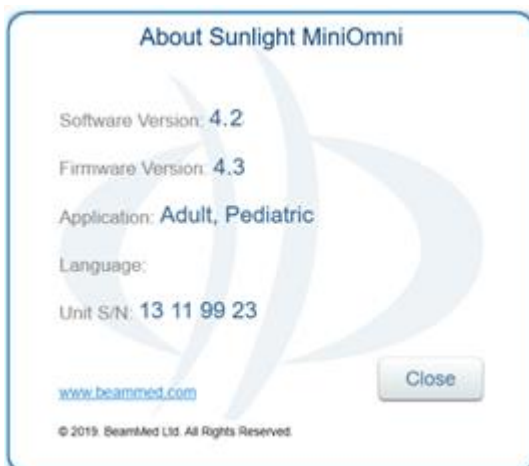 About Sunlight MiniOmni
Software Version: 4.2
Firmware Version: 4.3
Application: Adult, Pediatric
Language:
Unit S/N: 13 11 99 23
Close
www.beammed.com
© 2019. BeamMed Ltd. All Rights Reserved.